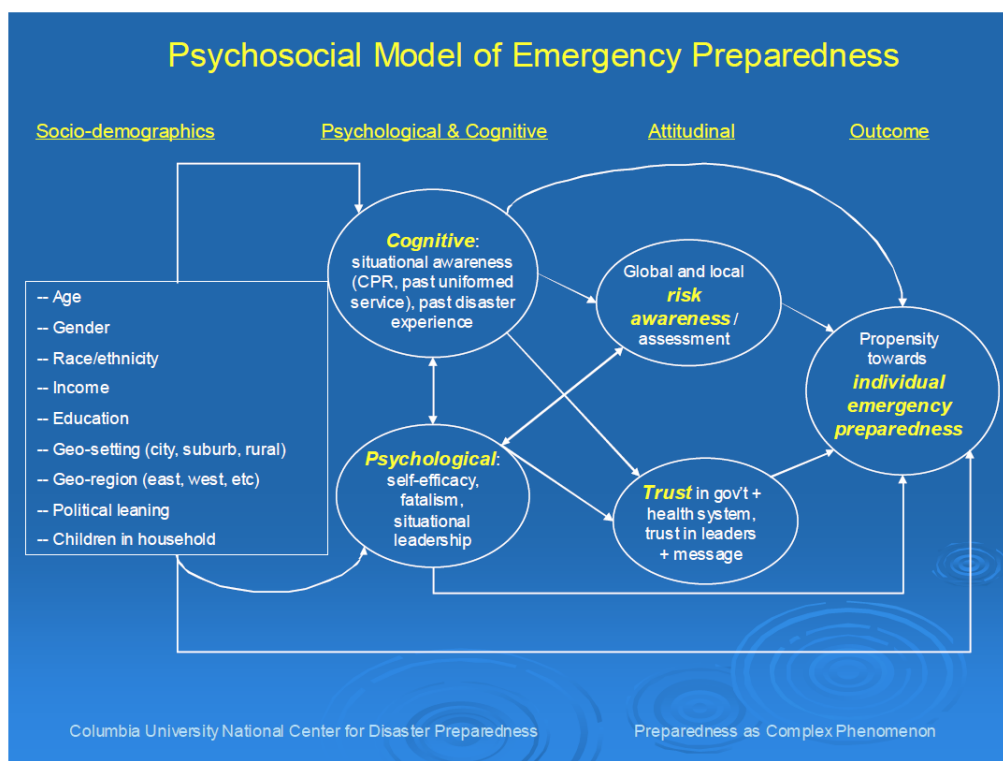 Psychosocial Model of Emergency Preparedness
Socio-demographics
Psychological & Cognitive
Attitudinal
Outcome
-- Age
-- Gender
-- Race/ethnicity
-- Income
-- Education
-- Geo-setting (city, suburb, rural)
-- Geo-region (east, west, etc)
-- Political leaning
-- Children in household
Cognitive:
situational awareness
(CPR, past uniformed
service), past disaster
experience
Psychological:
self-efficacy,
fatalism,
situational
leadership
Global and local
risk
awareness /
assessment
Trust in gov't +
health system,
trust in leaders
+ message
Propensity
towards
individual
emergency
preparedness
Columbia University National Center for Disaster Preparedness
Preparedness as Complex Phenomenon